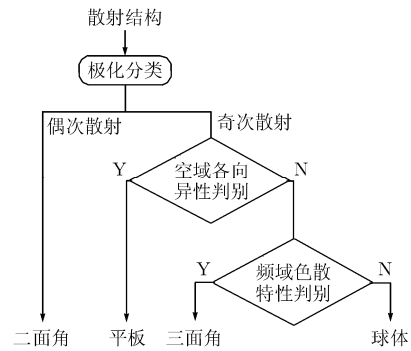 散射结构
极化分类
偶次散射
奇次散射
Y
空域各向
异性判别
N
Y
频域色散
特性判别
N
二面角
平板
三面角
球体